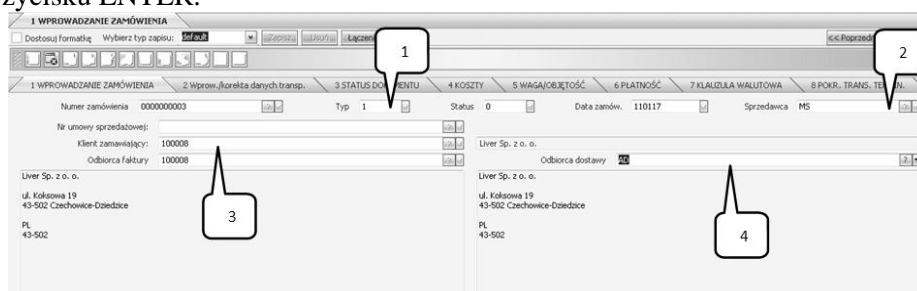 życisku ENTER.
1 WPROWADZANIE ZAMÓWIENIA
Dostosuj formatkę Wybierz typ zapisu: default Zapisz Usuń Łączen << Poprzedn
1 2
1 WPROWADZANIE ZAMÓWIENIA 2 Wprow./korekta danych transp. 3 STATUS DOKUMENTU 4 KOSZTY 5 WAGA/OBJĘTOŚĆ 6 PŁATNOŚĆ 7 KLAUZULA WALUTOWA 8 POKR. TRANS. TERMIN.
Numer zamówienia 0000000003 Typ 1 Status 0 Data zamów. 110117 Sprzedawca MS
Nr umowy sprzedażowej:
Klient zamawiający: 100008 Liver Sp. z o. o.
Odbiorca faktury 100008 Odbiorca dostawy AD
Liver Sp. z o. o. Liver Sp. z o. o.
ul. Koksowa 19 ul. Koksowa 19
43-502 Czechowice-Dziedzice 43-502 Czechowice-Dziedzice
3 4
PL PL
43-502 43-502